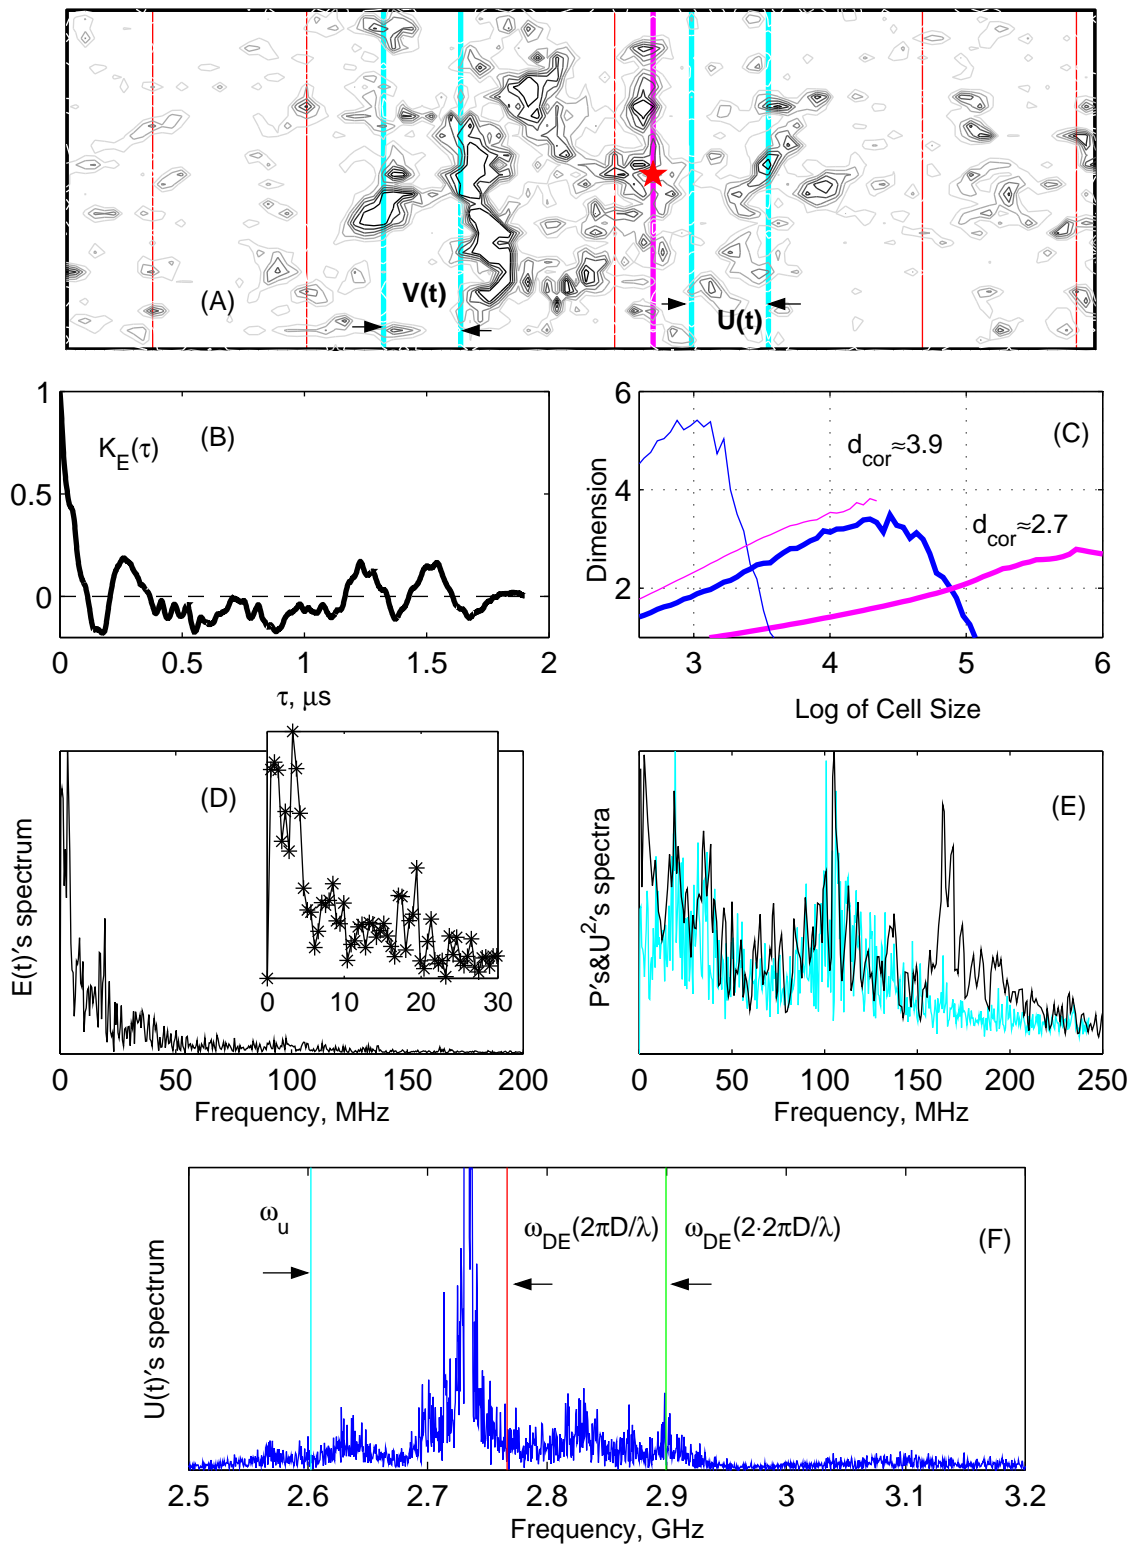 (A)
V(t)
U(t)
1
0.5
0
K_E(τ)
(B)
0 0.5 1 1.5 2
τ, μs
6
4
2
Dimension
d_cor≈3.9
(C)
d_cor≈2.7
3 4 5 6
Log of Cell Size
E(t)′s spectrum
(D)
0 10 20 30
0 50 100 150 200
Frequency, MHz
P′s&U²′s spectra
(E)
0 50 100 150 200 250
Frequency, MHz
U(t)′s spectrum
ω_u
ω_DE(2πD/λ)
ω_DE(2·2πD/λ)
(F)
2.5 2.6 2.7 2.8 2.9 3 3.1 3.2
Frequency, GHz